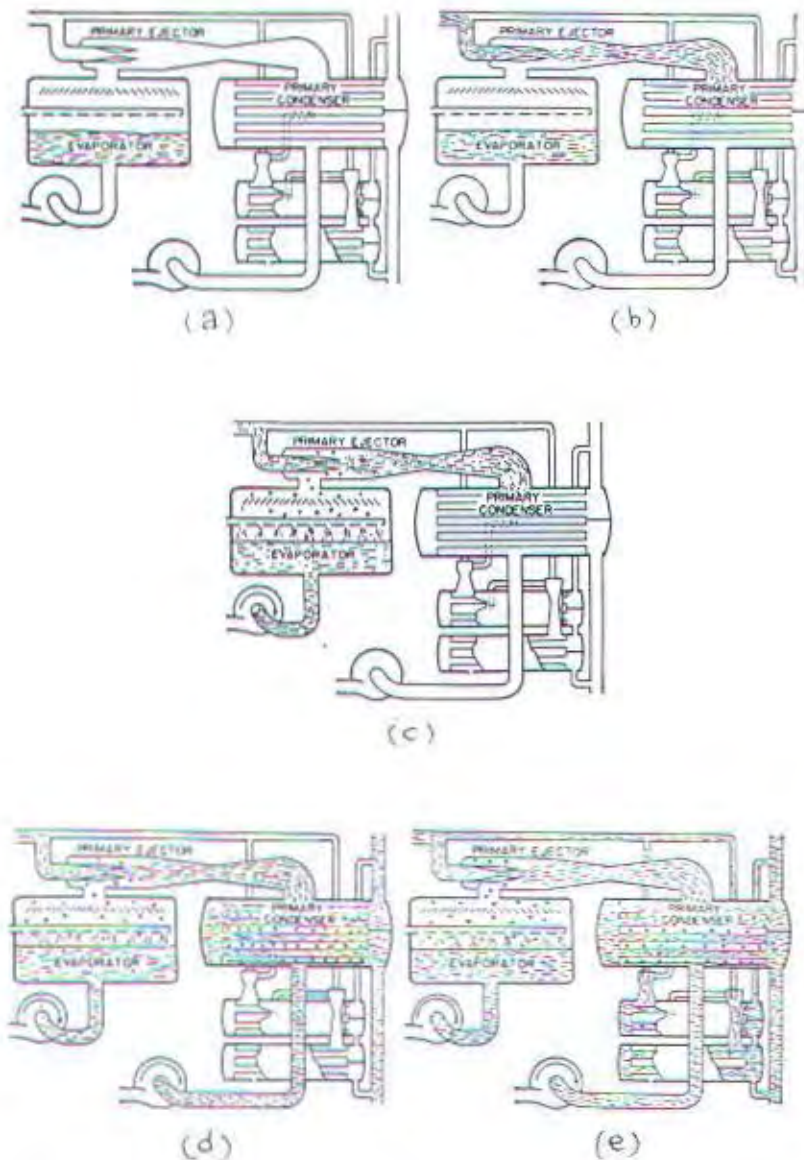 PRIMARY EJECTOR
PRIMARY
CONDENSER
EVAPORATOR
(a)
PRIMARY EJECTOR
PRIMARY
CONDENSER
EVAPORATOR
(b)
PRIMARY EJECTOR
PRIMARY
CONDENSER
EVAPORATOR
(c)
PRIMARY EJECTOR
PRIMARY
CONDENSER
EVAPORATOR
(d)
PRIMARY EJECTOR
PRIMARY
CONDENSER
EVAPORATOR
(e)